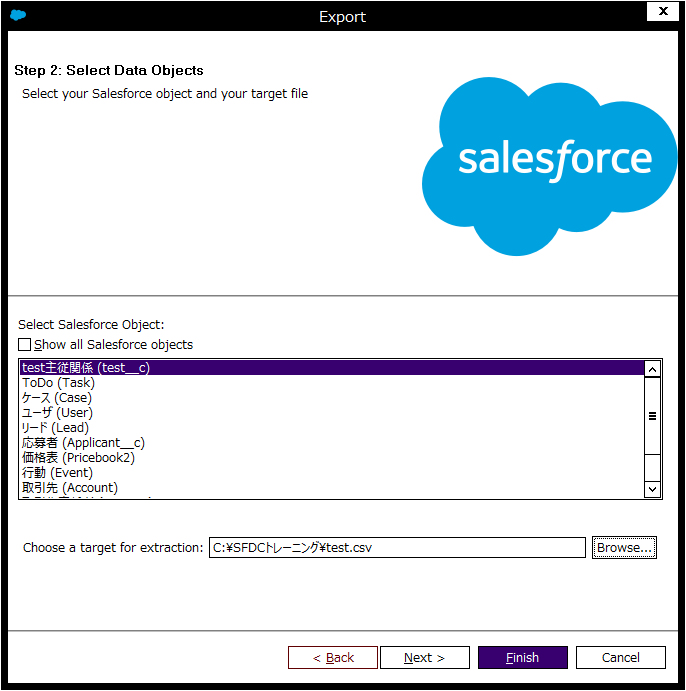 Export
x
Step 2: Select Data Objects
Select your Salesforce object and your target file
salesforce
Select Salesforce Object:
Show all Salesforce objects
test主従関係 (test__c)
ToDo (Task)
ケース (Case)
ユーザ (User)
リード (Lead)
応募者 (Applicant__c)
価格表 (Pricebook2)
行動 (Event)
取引先 (Account)
Choose a target for extraction: C:¥SFDCトレーニング¥test.csv Browse...
< Back Next > Finish Cancel